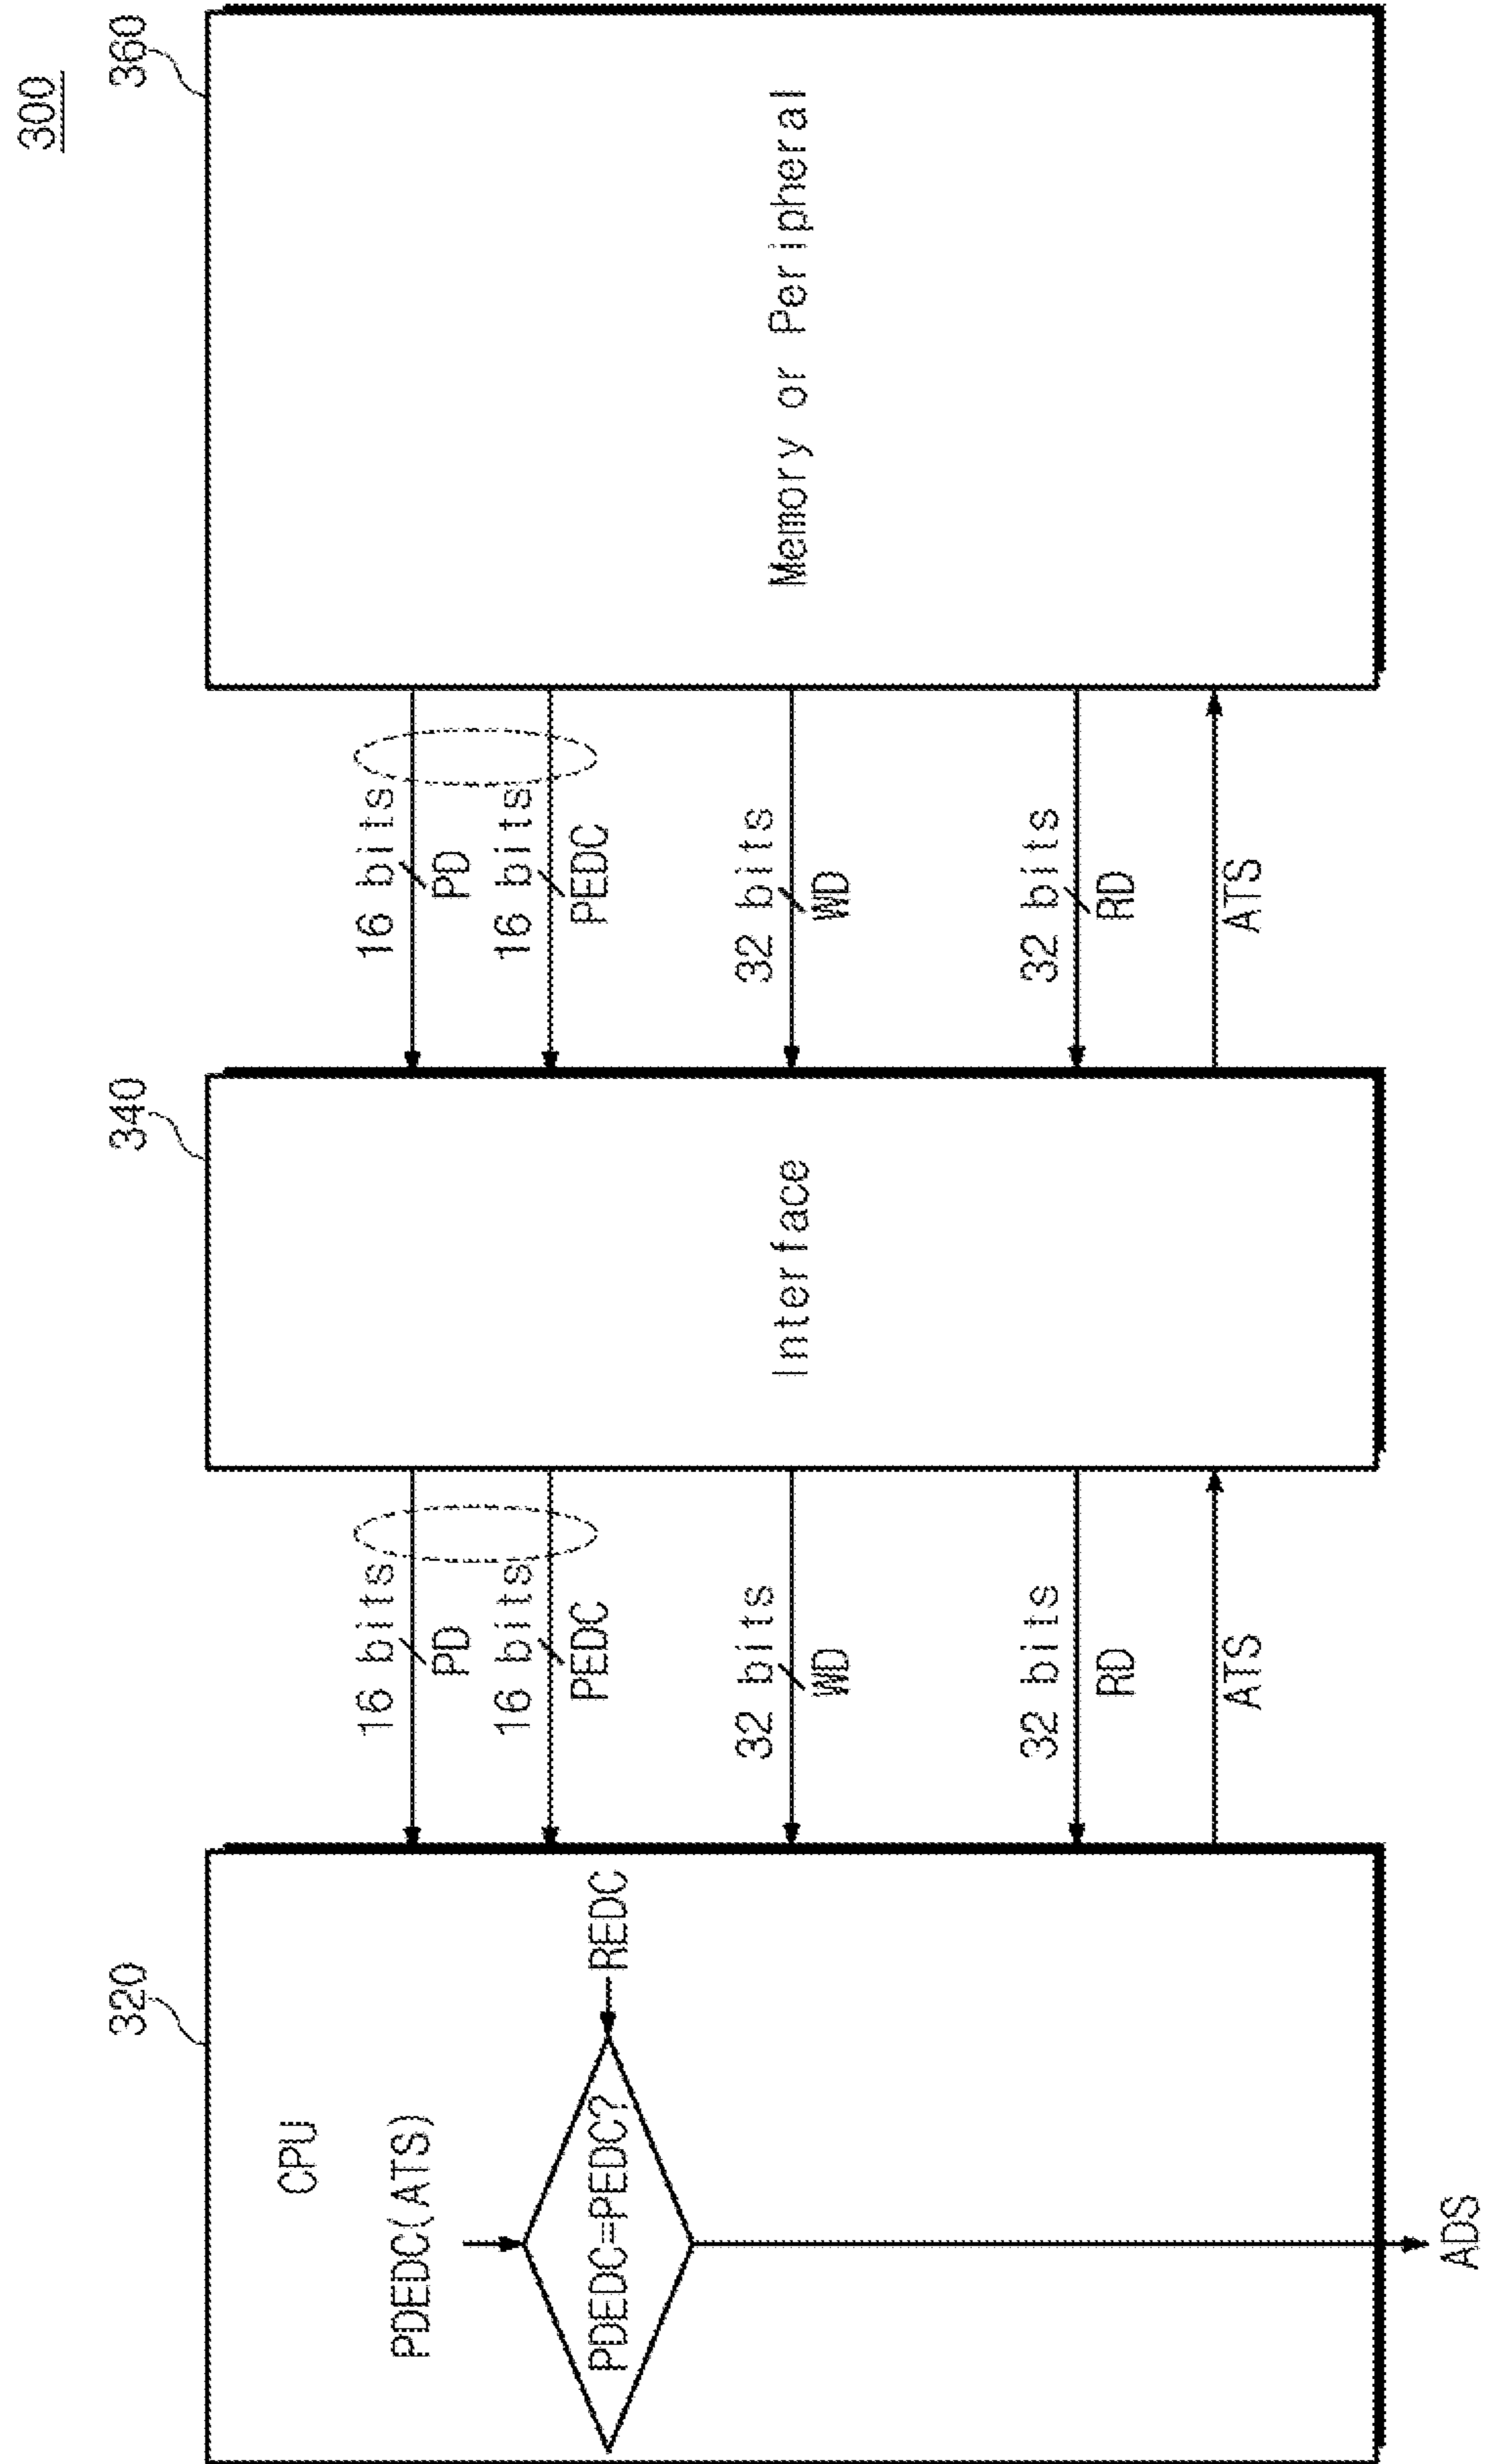 300
320
340
360
CPU
PDEDC(ATS)
PDEDC=PEDC?
REDC
ADS
16 bits
PD
16 bits
PEDC
32 bits
WD
32 bits
RD
ATS
Interface
16 bits
PD
16 bits
PEDC
32 bits
WD
32 bits
RD
ATS
Memory or Peripheral